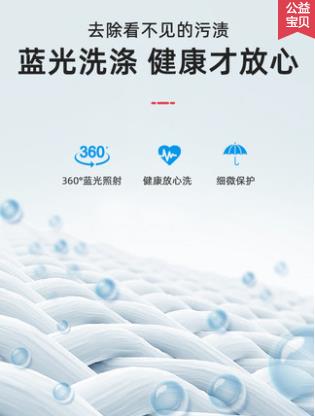 公益
宝贝
去除看不见的污渍
蓝光洗涤 健康才放心
360°
360°蓝光照射
健康放心洗
细微保护